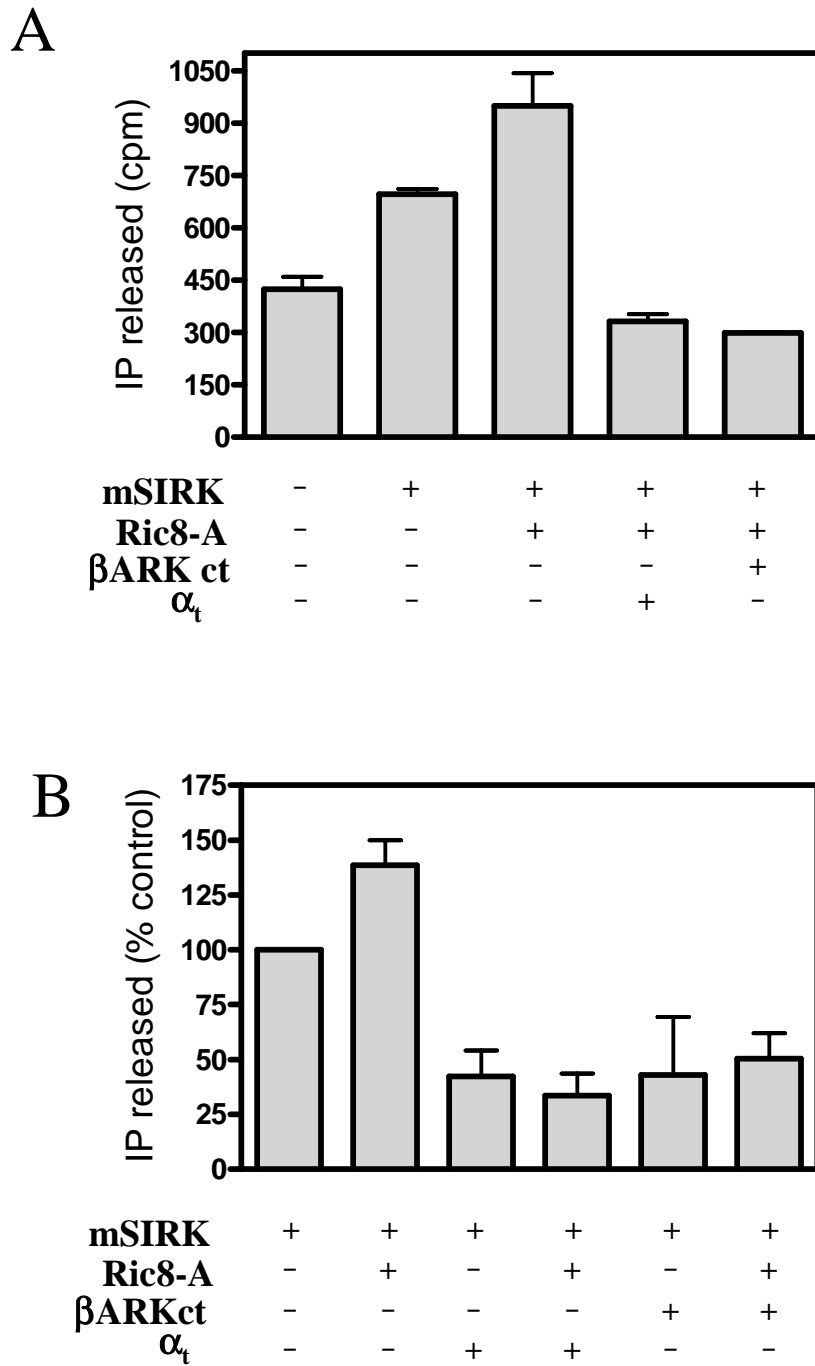 A
IP released (cpm)
1050
900
750
600
450
300
150
0
mSIRK - + + + +
Ric8-A - - + + +
βARK ct - - - - +
αt - - - + -
B
IP released (% control)
175
150
125
100
75
50
25
0
mSIRK + + + + + +
Ric8-A - + - + - +
βARKct - - - - + +
αt - - + + - -